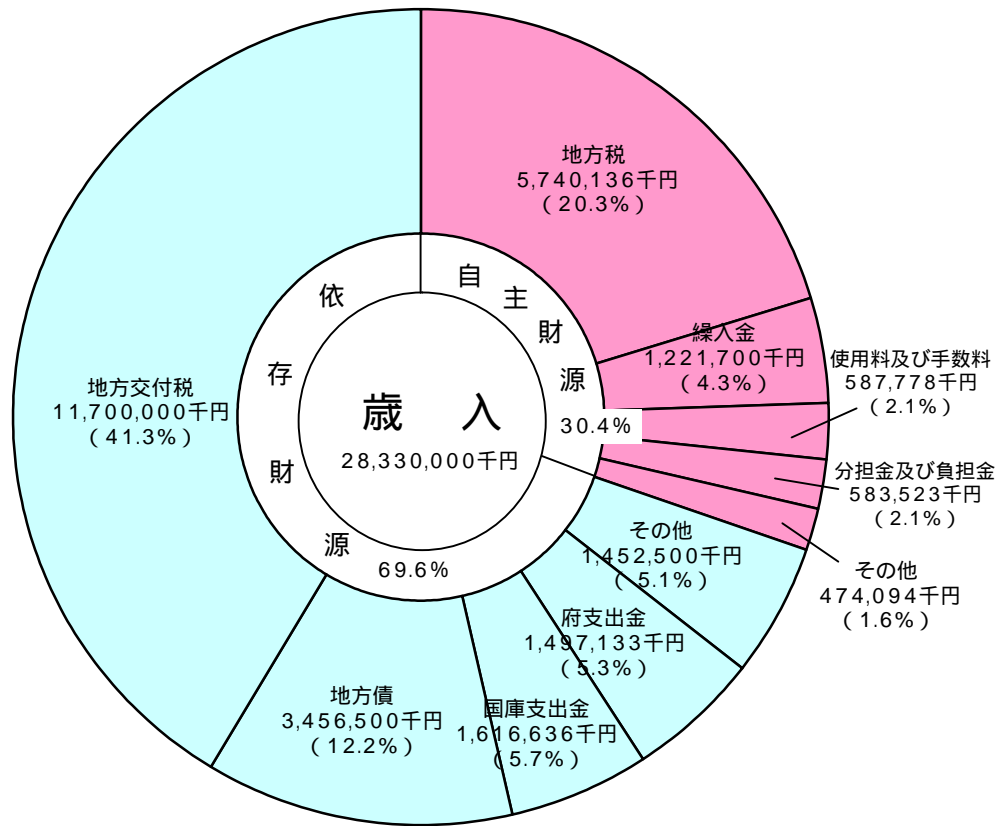 地方税
5,740,136千円
（20.3%）
繰入金
1,221,700千円
（4.3%）
使用料及び手数料
587,778千円
（2.1%）
分担金及び負担金
583,523千円
（2.1%）
その他
474,094千円
（1.6%）
その他
1,452,500千円
（5.1%）
府支出金
1,497,133千円
（5.3%）
国庫支出金
1,616,636千円
（5.7%）
地方債
3,456,500千円
（12.2%）
地方交付税
11,700,000千円
（41.3%）
自主財源
30.4%
依存財源
69.6%
歳　入
28,330,000千円